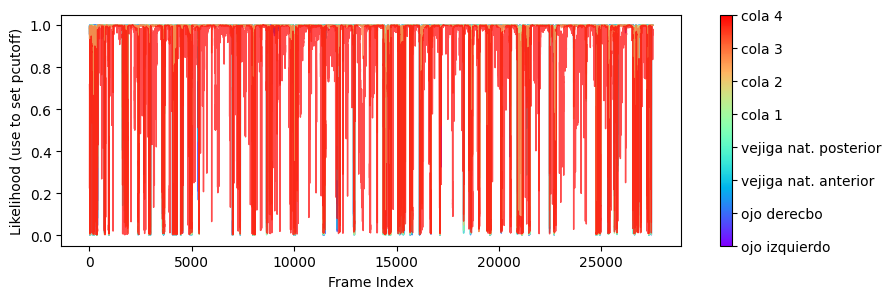 Likelihood (use to set pcutoff)
1.0
0.8
0.6
0.4
0.2
0.0
0
5000
10000
15000
20000
25000
Frame Index
cola 4
cola 3
cola 2
cola 1
vejiga nat. posterior
vejiga nat. anterior
ojo derecbo
ojo izquierdo